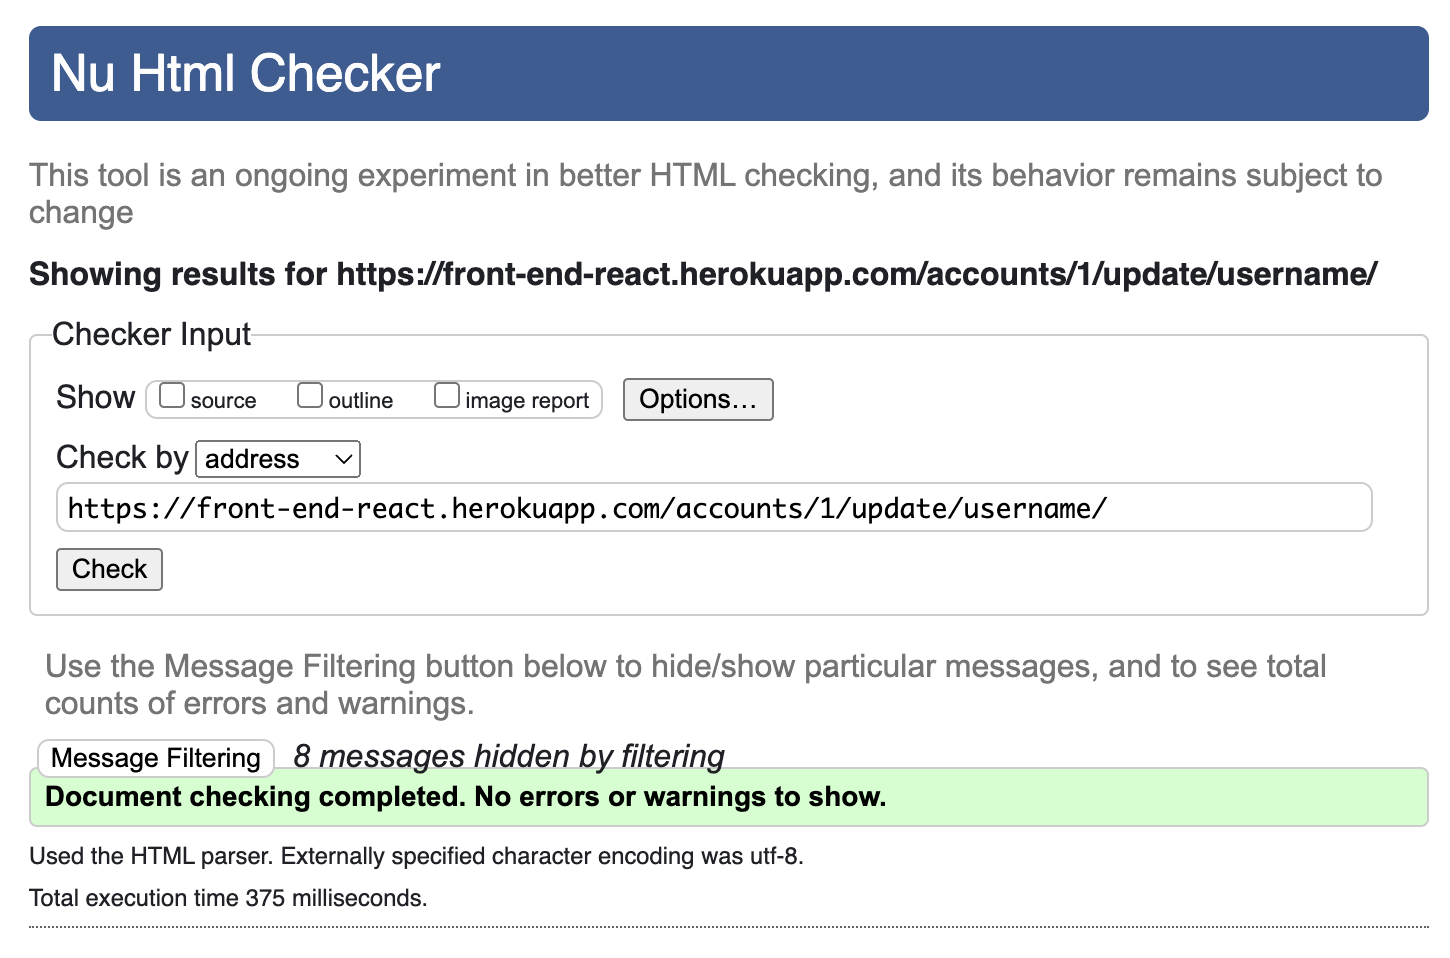 Nu Html Checker
This tool is an ongoing experiment in better HTML checking, and its behavior remains subject to
change
Showing results for https://front-end-react.herokuapp.com/accounts/1/update/username/
Checker Input
Show source outline image report Options...
Check by address
https://front-end-react.herokuapp.com/accounts/1/update/username/
Check
Use the Message Filtering button below to hide/show particular messages, and to see total
counts of errors and warnings.
Message Filtering 8 messages hidden by filtering
Document checking completed. No errors or warnings to show.
Used the HTML parser. Externally specified character encoding was utf-8.
Total execution time 375 milliseconds.